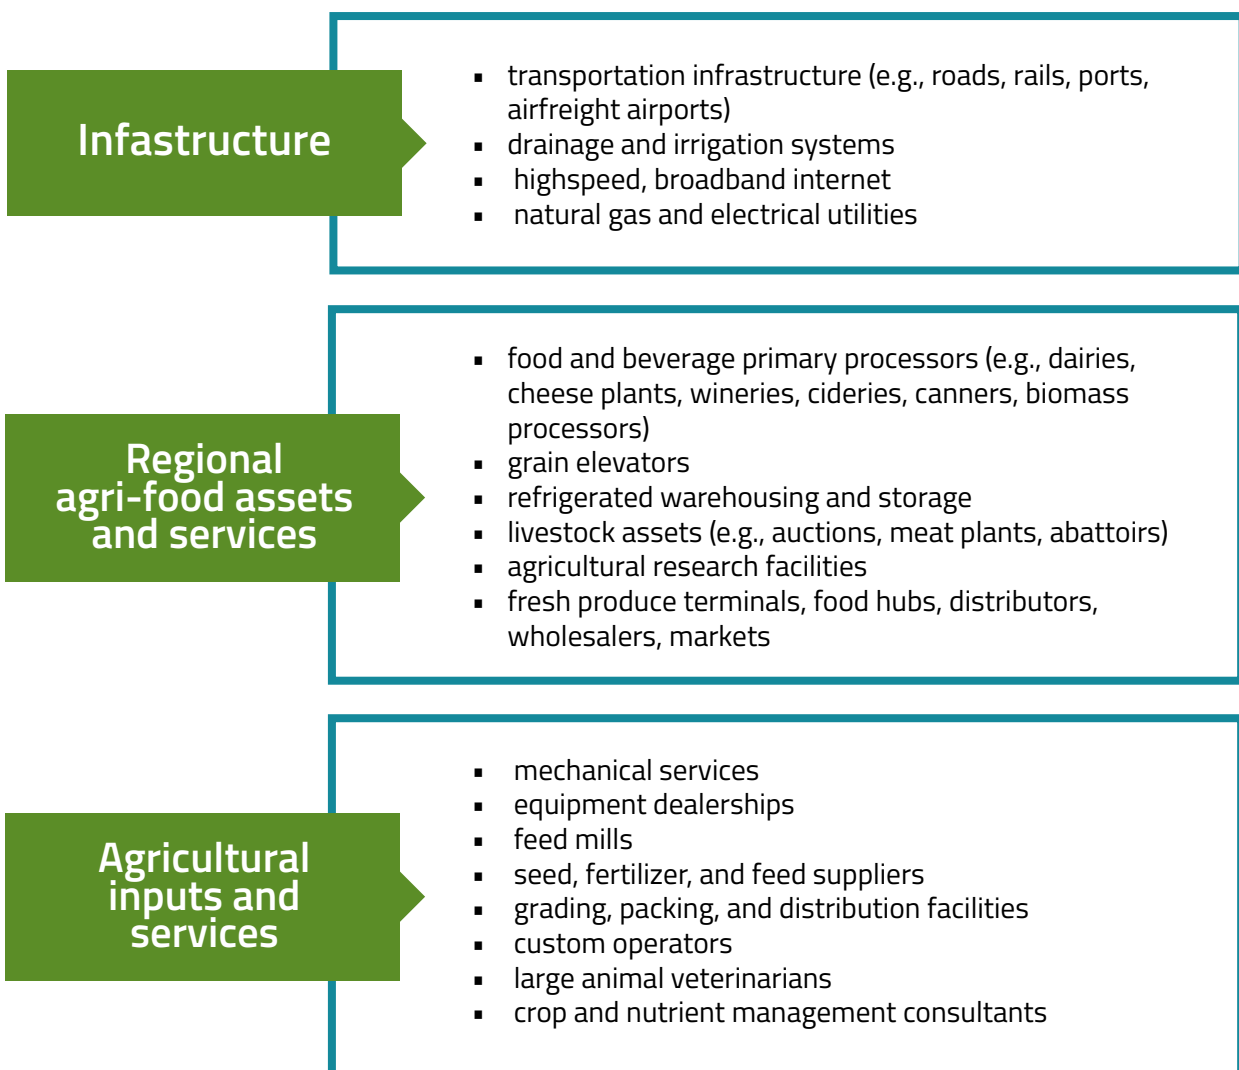 Infastructure
▪ transportation infrastructure (e.g., roads, rails, ports,
airfreight airports)
▪ drainage and irrigation systems
▪ highspeed, broadband internet
▪ natural gas and electrical utilities
Regional
agri-food assets
and services
▪ food and beverage primary processors (e.g., dairies,
cheese plants, wineries, cideries, canners, biomass
processors)
▪ grain elevators
▪ refrigerated warehousing and storage
▪ livestock assets (e.g., auctions, meat plants, abattoirs)
▪ agricultural research facilities
▪ fresh produce terminals, food hubs, distributors,
wholesalers, markets
Agricultural
inputs and
services
▪ mechanical services
▪ equipment dealerships
▪ feed mills
▪ seed, fertilizer, and feed suppliers
▪ grading, packing, and distribution facilities
▪ custom operators
▪ large animal veterinarians
▪ crop and nutrient management consultants